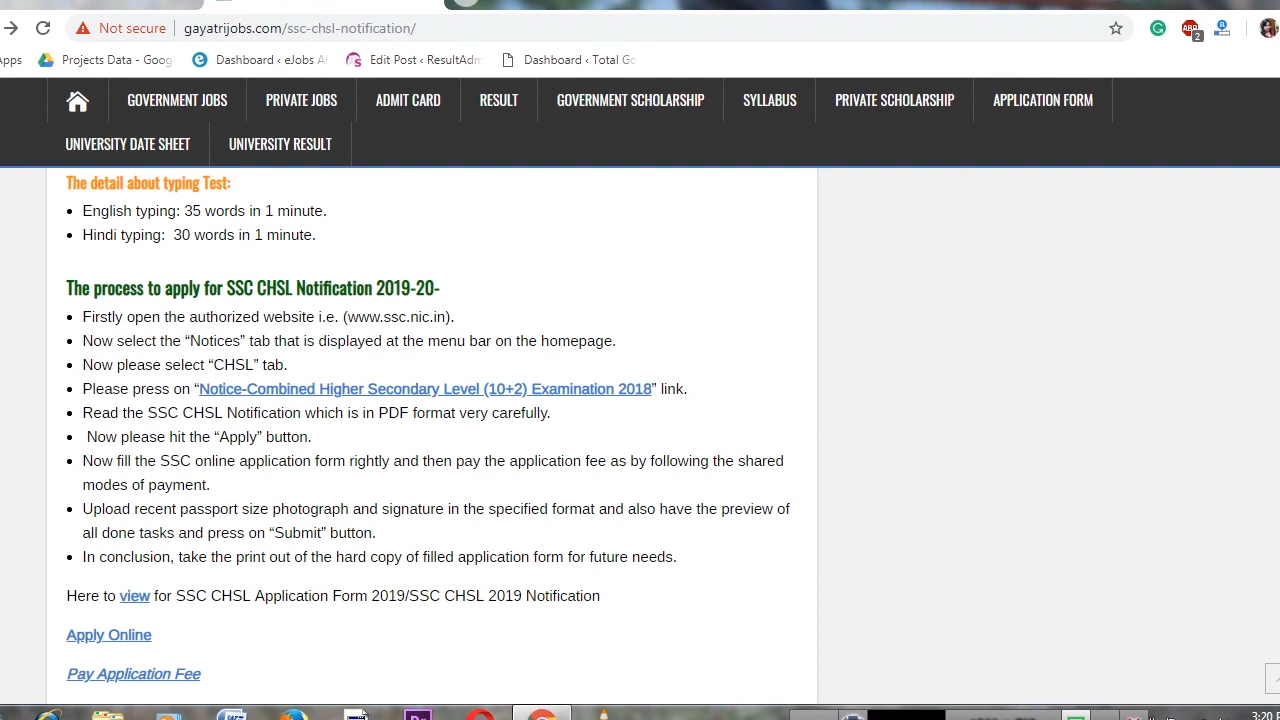 Not secure gayatrijobs.com/ssc-chsl-notification/
2
Apps Projects Data - Goog Dashboard ‹ eJobs Al Edit Post ‹ ResultAdm Dashboard ‹ Total Go
GOVERNMENT JOBS PRIVATE JOBS ADMIT CARD RESULT GOVERNMENT SCHOLARSHIP SYLLABUS PRIVATE SCHOLARSHIP APPLICATION FORM
UNIVERSITY DATE SHEET UNIVERSITY RESULT
The detail about typing Test:
• English typing: 35 words in 1 minute.
• Hindi typing:  30 words in 1 minute.
The process to apply for SSC CHSL Notification 2019-20-
• Firstly open the authorized website i.e. (www.ssc.nic.in).
• Now select the “Notices” tab that is displayed at the menu bar on the homepage.
• Now please select “CHSL” tab.
• Please press on “Notice-Combined Higher Secondary Level (10+2) Examination 2018” link.
• Read the SSC CHSL Notification which is in PDF format very carefully.
•  Now please hit the “Apply” button.
• Now fill the SSC online application form rightly and then pay the application fee as by following the shared
modes of payment.
• Upload recent passport size photograph and signature in the specified format and also have the preview of
all done tasks and press on “Submit” button.
• In conclusion, take the print out of the hard copy of filled application form for future needs.
Here to view for SSC CHSL Application Form 2019/SSC CHSL 2019 Notification
Apply Online
Pay Application Fee
3:20